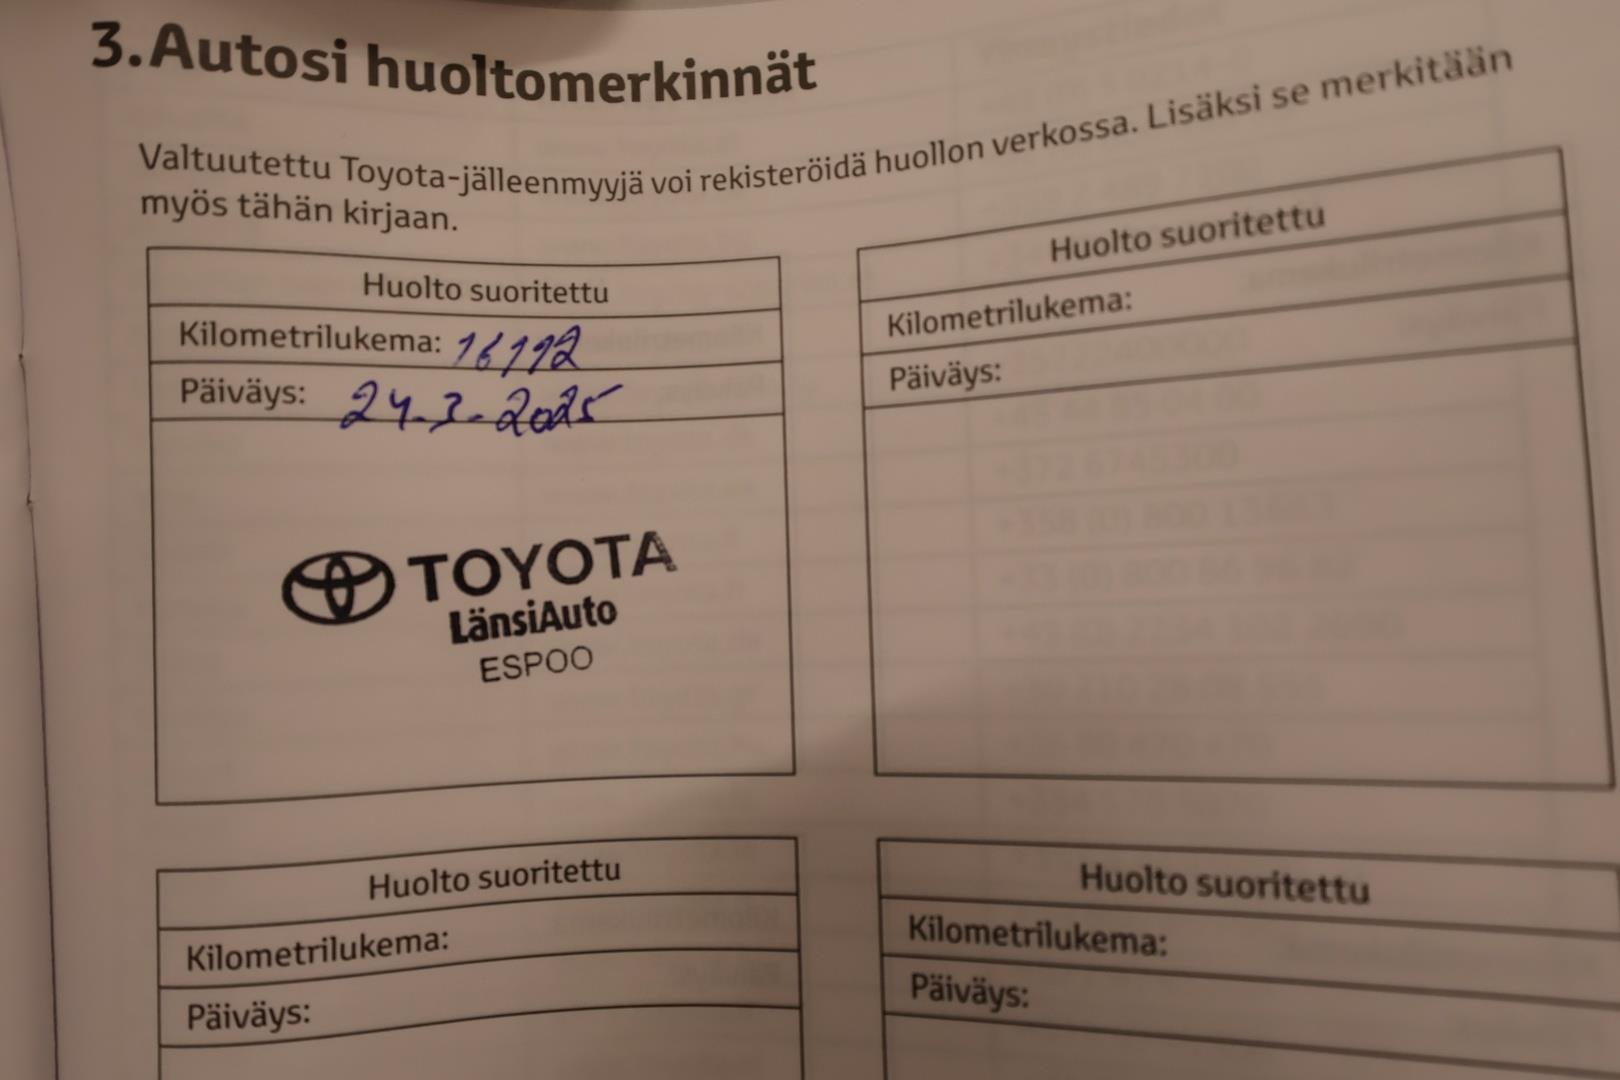 3. Autosi huoltomerkinnät
Valtuutettu Toyota-jälleenmyyjä voi rekisteröidä huollon verkossa. Lisäksi se merkitään
myös tähän kirjaan.
Huolto suoritettu
Kilometrilukema: 16112
Päiväys: 24.3.2025
TOYOTA
LänsiAuto
ESPOO
Huolto suoritettu
Kilometrilukema:
Päiväys:
Huolto suoritettu
Kilometrilukema:
Päiväys:
Huolto suoritettu
Kilometrilukema:
Päiväys: